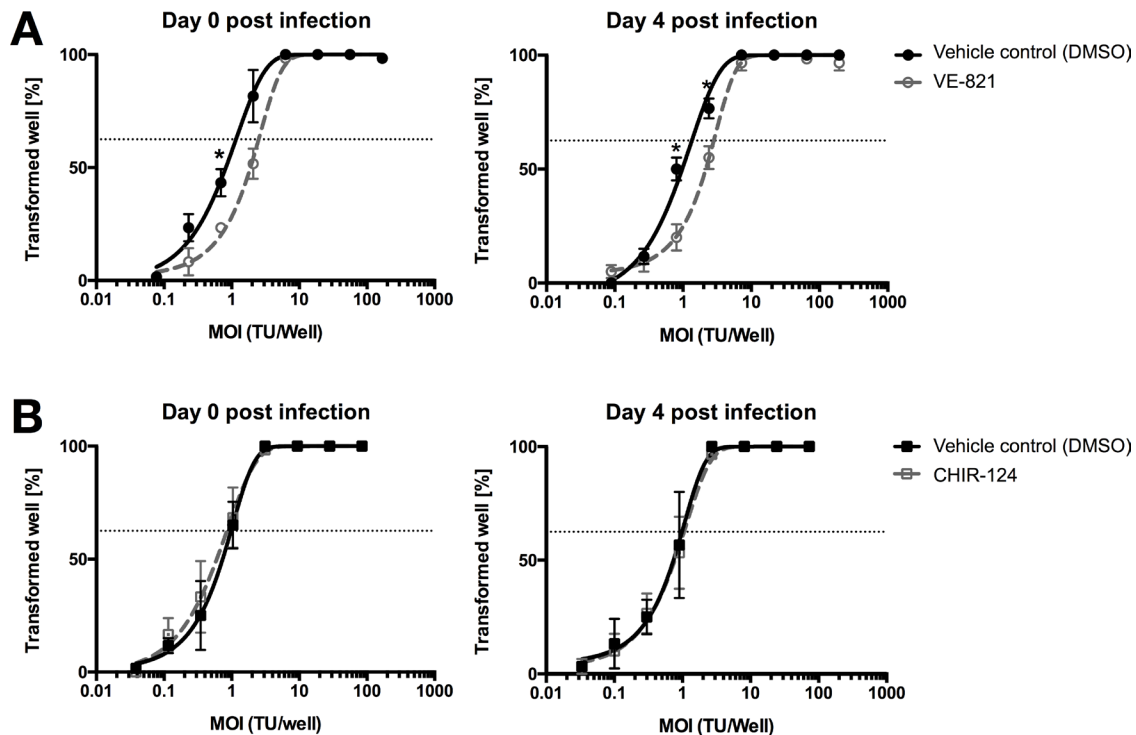 A
Day 0 post infection
Transformed well [%]
100
50
0
*
0.01 0.1 1 10 100 1000
MOI (TU/Well)
Day 4 post infection
Transformed well [%]
100
50
0
*
*
0.01 0.1 1 10 100 1000
MOI (TU/Well)
Vehicle control (DMSO)
VE-821
B
Day 0 post infection
Transformed well [%]
100
50
0
0.01 0.1 1 10 100 1000
MOI (TU/well)
Day 4 post infection
Transformed well [%]
100
50
0
0.01 0.1 1 10 100 1000
MOI (TU/Well)
Vehicle control (DMSO)
CHIR-124